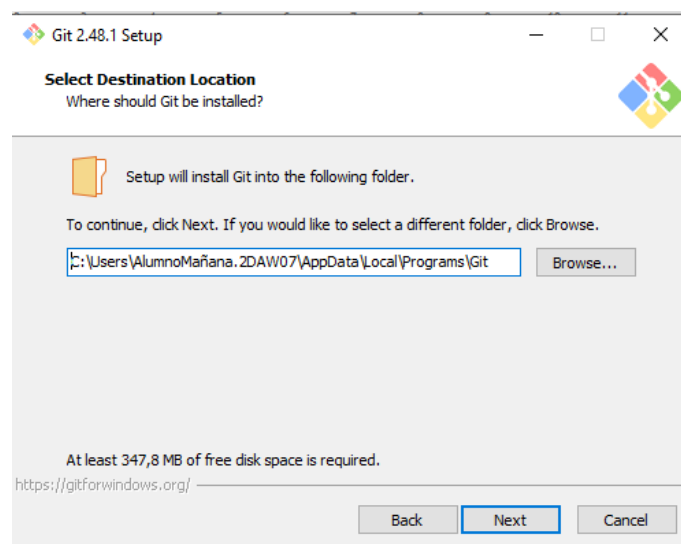 Git 2.48.1 Setup
Select Destination Location
Where should Git be installed?
Setup will install Git into the following folder.
To continue, click Next. If you would like to select a different folder, click Browse.
C:\Users\AlumnoMañana.2DAW07\AppData\Local\Programs\Git
Browse...
At least 347,8 MB of free disk space is required.
https://gitforwindows.org/
Back
Next
Cancel